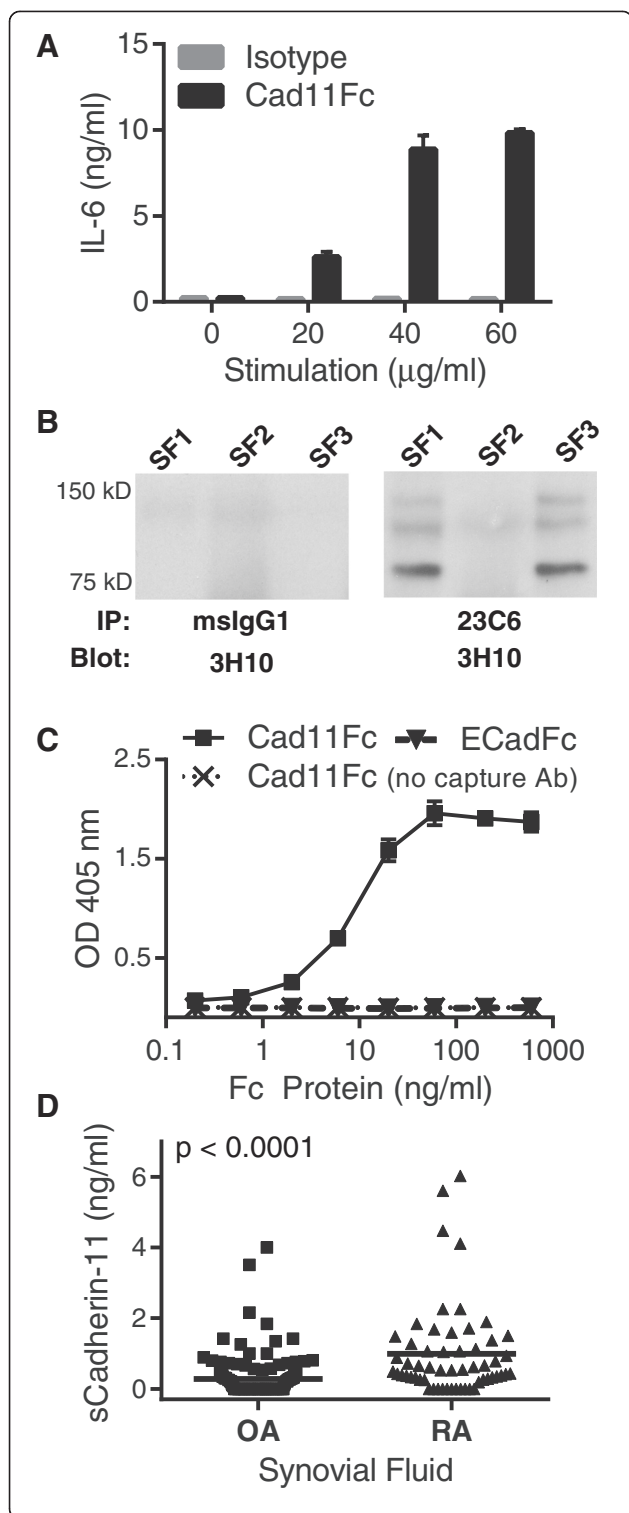 A
15
10
5
0
IL-6 (ng/ml)
Isotype
Cad11Fc
0 20 40 60
Stimulation (μg/ml)
B
SF1 SF2 SF3 SF1 SF2 SF3
150 kD
75 kD
IP: msIgG1 23C6
Blot: 3H10 3H10
C
Cad11Fc ECadFc
Cad11Fc (no capture Ab)
2.5
1.5
0.5
OD 405 nm
0.1 1 10 100 1000
Fc Protein (ng/ml)
D
p < 0.0001
6
4
2
0
sCadherin-11 (ng/ml)
OA RA
Synovial Fluid